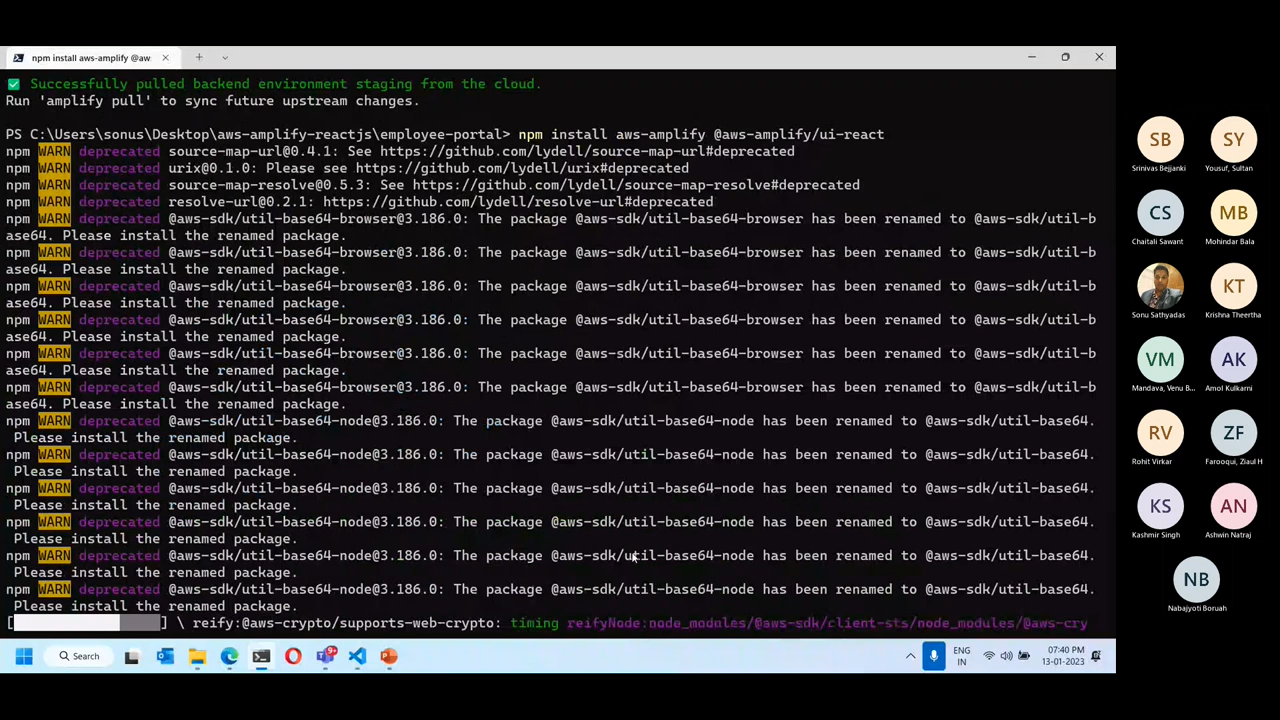 npm install aws-amplify @aw
Successfully pulled backend environment staging from the cloud.
Run 'amplify pull' to sync future upstream changes.
PS C:\Users\sonus\Desktop\aws-amplify-reactjs\employee-portal> npm install aws-amplify @aws-amplify/ui-react
npm WARN deprecated source-map-url@0.4.1: See https://github.com/lydell/source-map-url#deprecated
npm WARN deprecated urix@0.1.0: Please see https://github.com/lydell/urix#deprecated
npm WARN deprecated source-map-resolve@0.5.3: See https://github.com/lydell/source-map-resolve#deprecated
npm WARN deprecated resolve-url@0.2.1: https://github.com/lydell/resolve-url#deprecated
npm WARN deprecated @aws-sdk/util-base64-browser@3.186.0: The package @aws-sdk/util-base64-browser has been renamed to @aws-sdk/util-b
ase64. Please install the renamed package.
npm WARN deprecated @aws-sdk/util-base64-browser@3.186.0: The package @aws-sdk/util-base64-browser has been renamed to @aws-sdk/util-b
ase64. Please install the renamed package.
npm WARN deprecated @aws-sdk/util-base64-browser@3.186.0: The package @aws-sdk/util-base64-browser has been renamed to @aws-sdk/util-b
ase64. Please install the renamed package.
npm WARN deprecated @aws-sdk/util-base64-browser@3.186.0: The package @aws-sdk/util-base64-browser has been renamed to @aws-sdk/util-b
ase64. Please install the renamed package.
npm WARN deprecated @aws-sdk/util-base64-browser@3.186.0: The package @aws-sdk/util-base64-browser has been renamed to @aws-sdk/util-b
ase64. Please install the renamed package.
npm WARN deprecated @aws-sdk/util-base64-browser@3.186.0: The package @aws-sdk/util-base64-browser has been renamed to @aws-sdk/util-b
ase64. Please install the renamed package.
npm WARN deprecated @aws-sdk/util-base64-node@3.186.0: The package @aws-sdk/util-base64-node has been renamed to @aws-sdk/util-base64.
Please install the renamed package.
npm WARN deprecated @aws-sdk/util-base64-node@3.186.0: The package @aws-sdk/util-base64-node has been renamed to @aws-sdk/util-base64.
Please install the renamed package.
npm WARN deprecated @aws-sdk/util-base64-node@3.186.0: The package @aws-sdk/util-base64-node has been renamed to @aws-sdk/util-base64.
Please install the renamed package.
npm WARN deprecated @aws-sdk/util-base64-node@3.186.0: The package @aws-sdk/util-base64-node has been renamed to @aws-sdk/util-base64.
Please install the renamed package.
npm WARN deprecated @aws-sdk/util-base64-node@3.186.0: The package @aws-sdk/util-base64-node has been renamed to @aws-sdk/util-base64.
Please install the renamed package.
npm WARN deprecated @aws-sdk/util-base64-node@3.186.0: The package @aws-sdk/util-base64-node has been renamed to @aws-sdk/util-base64.
Please install the renamed package.
[ ] \ reify:@aws-crypto/supports-web-crypto: timing reifyNode:node_modules/@aws-sdk/client-sts/node_modules/@aws-cry
Search
9+
ENG
IN
07:40 PM
13-01-2023
SB
Srinivas Bejjanki
SY
Yousuf, Sultan
CS
Chaitali Sawant
MB
Mohindar Bala
Sonu Sathyadas
KT
Krishna Theertha
VM
Mandava, Venu B...
AK
Amol Kulkarni
RV
Rohit Virkar
ZF
Farooqui, Ziaul H
KS
Kashmir Singh
AN
Ashwin Natraj
NB
Nabajyoti Boruah